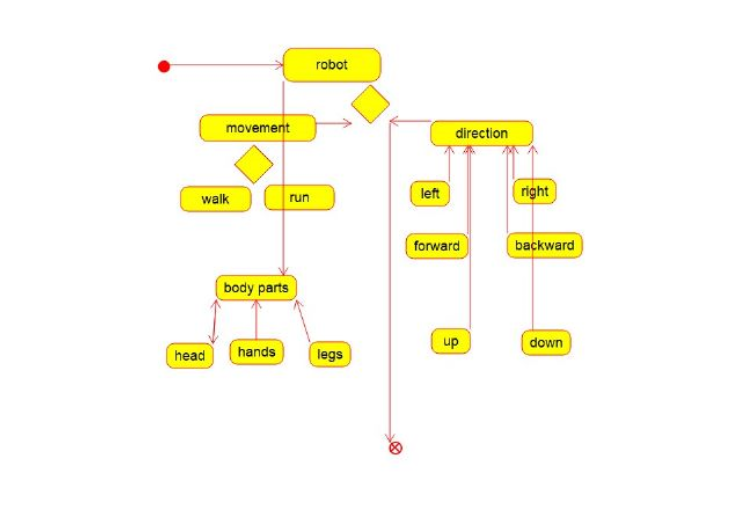 robot
movement
direction
walk
run
left
right
forward
backward
body parts
head
hands
legs
up
down